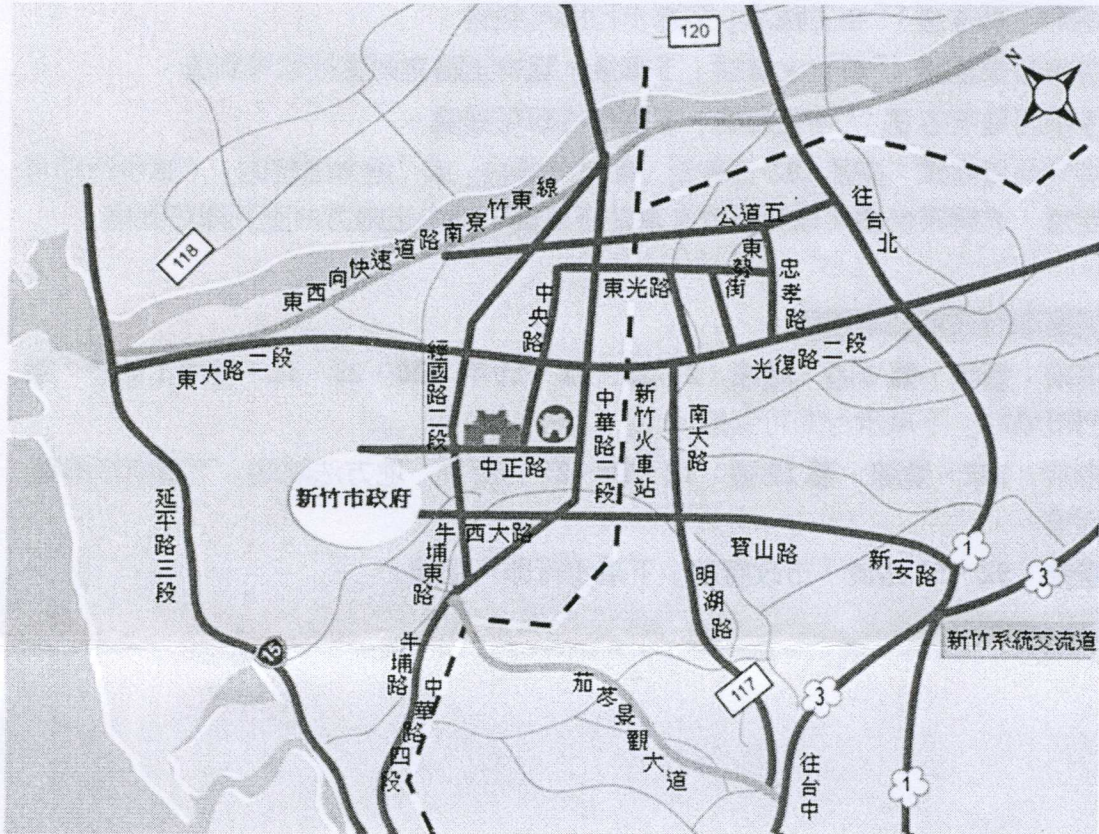 120
N
118
東西向快速道路南寮竹東線
公道五
往台北
東勢街
東光路
中央路
忠孝路
東大路二段
經國路二段
光復路二段
中華路二段
新竹火車站
南大路
中正路
新竹市政府
延平路三段
西大路
牛埔東路
寶山路
新安路
1
3
明湖路
新竹系統交流道
牛埔路
中華路四段
茄苳景觀大道
117
3
往台中
1